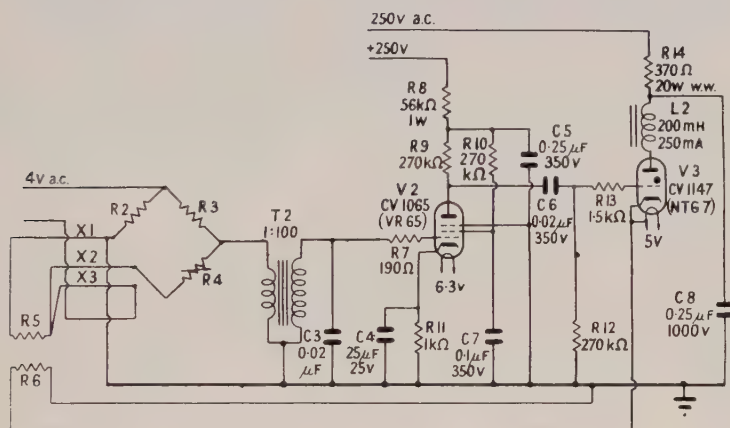 250v a.c.
+250v
R14
370Ω
20w w.w.
R8
56kΩ
1w
L2
200mH
250mA
R9
270kΩ
R10
270
kΩ
C5
0·25μF
350v
4v a.c.
V2
CV 1065
(VR 65)
V3
CV 1147
(NT67)
R2
R3
T2
1:100
C6
0·02μF
350v
R13
1·5kΩ
X1
X2
X3
R4
R7
190Ω
6·3v
5v
R5
R6
C3
0·02
μF
C4
25μF
25v
R11
1kΩ
C7
0·1μF
350v
R12
270kΩ
C8
0·25μF
1000v